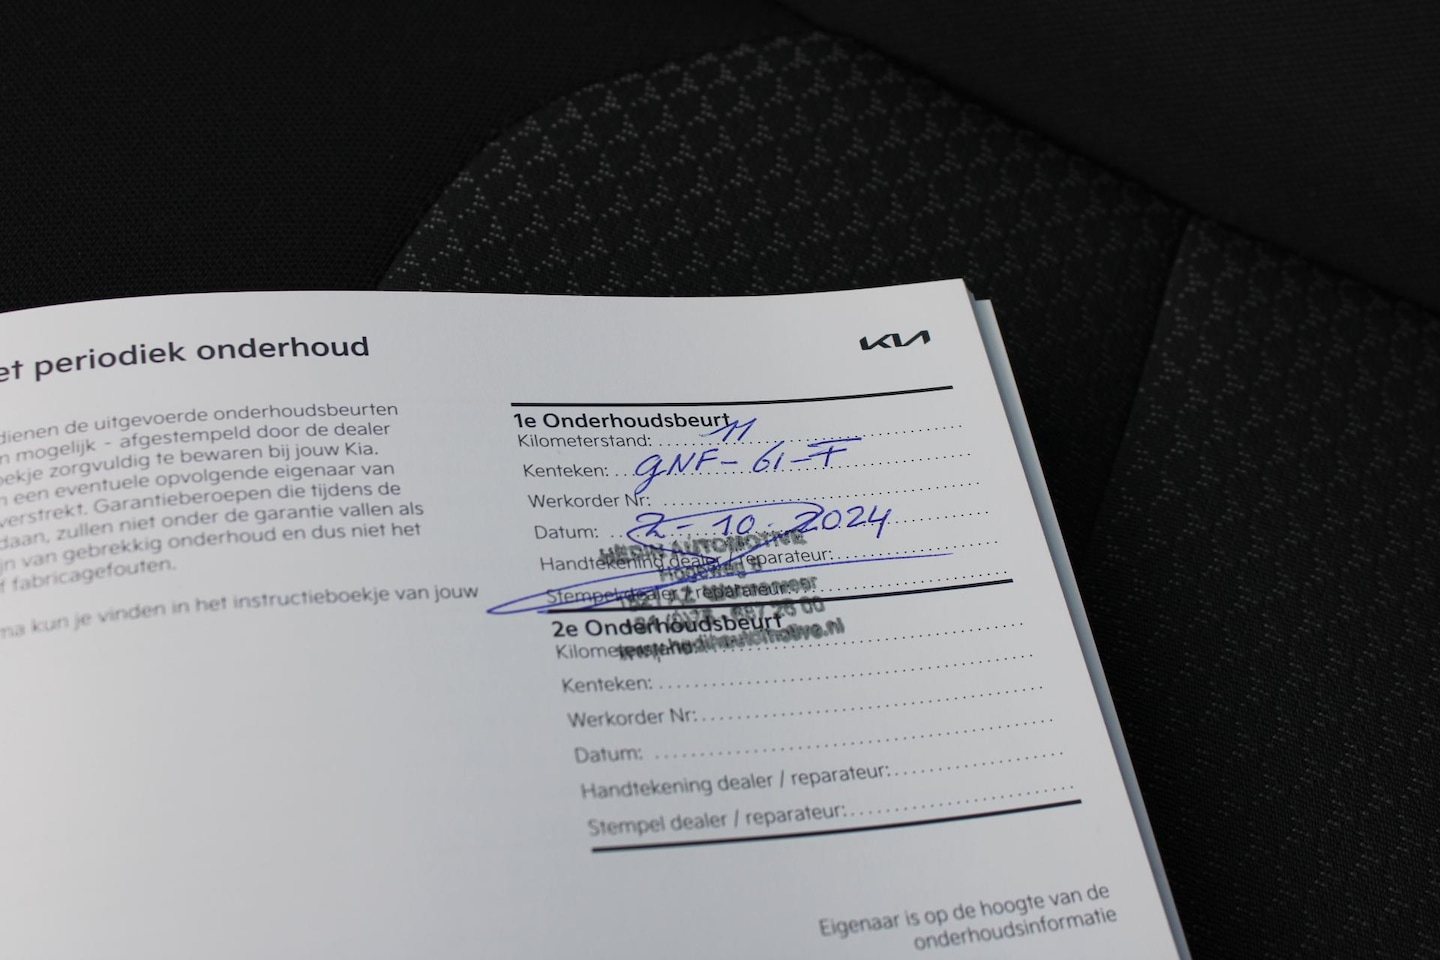 et periodiek onderhoud
KIA
dienen de uitgevoerde onderhoudsbeurten
n mogelijk - afgestempeld door de dealer
ekje zorgvuldig te bewaren bij jouw Kia.
n een eventuele opvolgende eigenaar van
verstrekt. Garantieberoepen die tijdens de
daan, zullen niet onder de garantie vallen als
jn van gebrekkig onderhoud en dus niet het
f fabricagefouten.
ma kun je vinden in het instructieboekje van jouw
1e Onderhoudsbeurt
Kilometerstand: 11
Kenteken: GNF-61-F
Werkorder Nr:
Datum: 2-10-2024
AUTOMOTIVE
Handtekening dealer / reparateur:
Hogeweg
Stempel dealer / reparateur:
2e Onderhoudsbeurt
Kilometerstand:
Kenteken:
Werkorder Nr:
Datum:
Handtekening dealer / reparateur:
Stempel dealer / reparateur:
Eigenaar is op de hoogte van de
onderhoudsinformatie